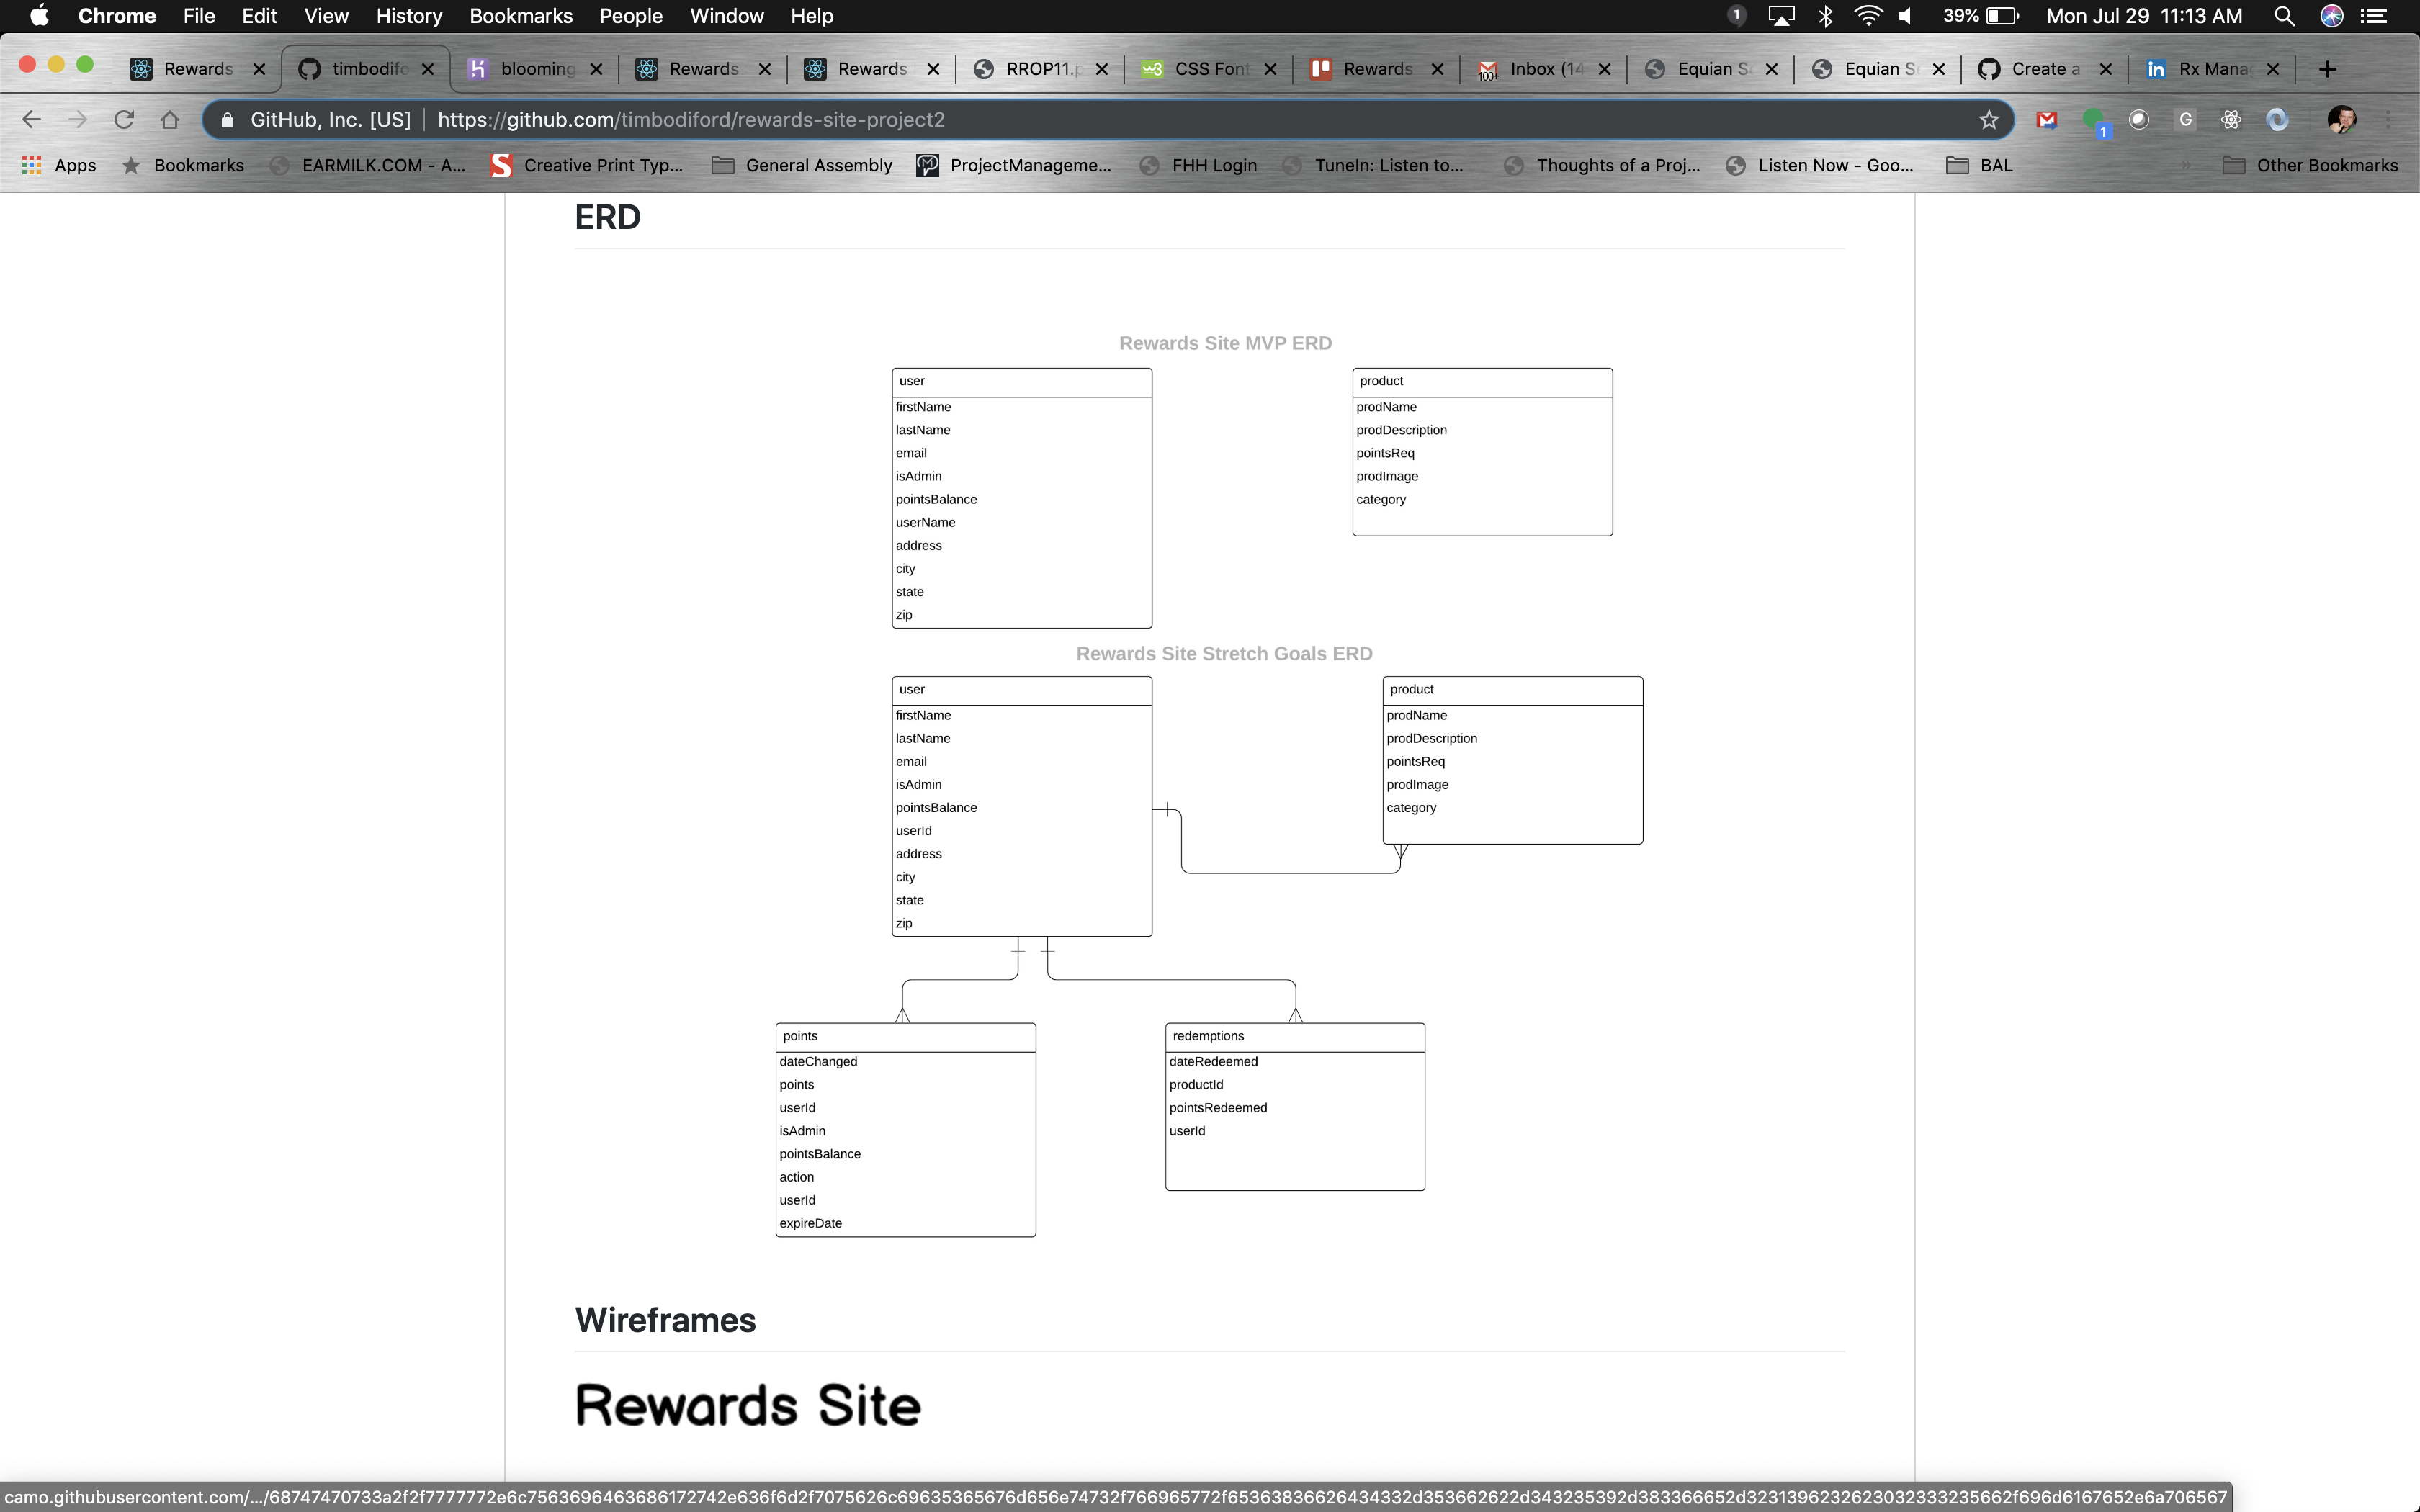 Chrome File Edit View History Bookmarks People Window Help 1 39% Mon Jul 29 11:13 AM
Rewards timbodifo blooming Rewards Rewards RROP11.p CSS Font Rewards 100+ Inbox (14 Equian S Equian S Create a in Rx Mana
GitHub, Inc. [US] https://github.com/timbodiford/rewards-site-project2 G 1
Apps Bookmarks EARMILK.COM - A... S Creative Print Typ... General Assembly ProjectManageme... FHH Login TuneIn: Listen to... Thoughts of a Proj... Listen Now - Goo... BAL » Other Bookmarks
ERD
Rewards Site MVP ERD
user
firstName
lastName
email
isAdmin
pointsBalance
userName
address
city
state
zip
product
prodName
prodDescription
pointsReq
prodImage
category
Rewards Site Stretch Goals ERD
user
firstName
lastName
email
isAdmin
pointsBalance
userId
address
city
state
zip
product
prodName
prodDescription
pointsReq
prodImage
category
points
dateChanged
points
userId
isAdmin
pointsBalance
action
userId
expireDate
redemptions
dateRedeemed
productId
pointsRedeemed
userId
Wireframes
Rewards Site